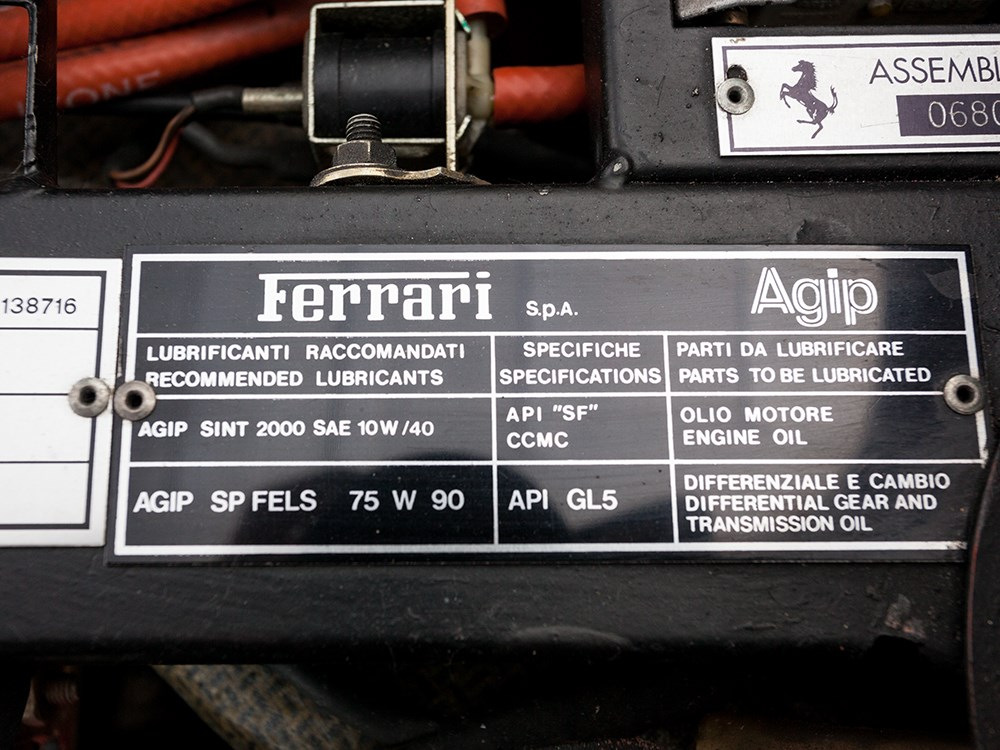 ASSEMBL
0680
138716
Ferrari S.p.A. Agip
LUBRIFICANTI RACCOMANDATI
RECOMMENDED LUBRICANTS
SPECIFICHE
SPECIFICATIONS
PARTI DA LUBRIFICARE
PARTS TO BE LUBRICATED
AGIP SINT 2000 SAE 10W/40
API "SF"
CCMC
OLIO MOTORE
ENGINE OIL
AGIP SP FELS 75 W 90
API GL5
DIFFERENZIALE E CAMBIO
DIFFERENTIAL GEAR AND
TRANSMISSION OIL